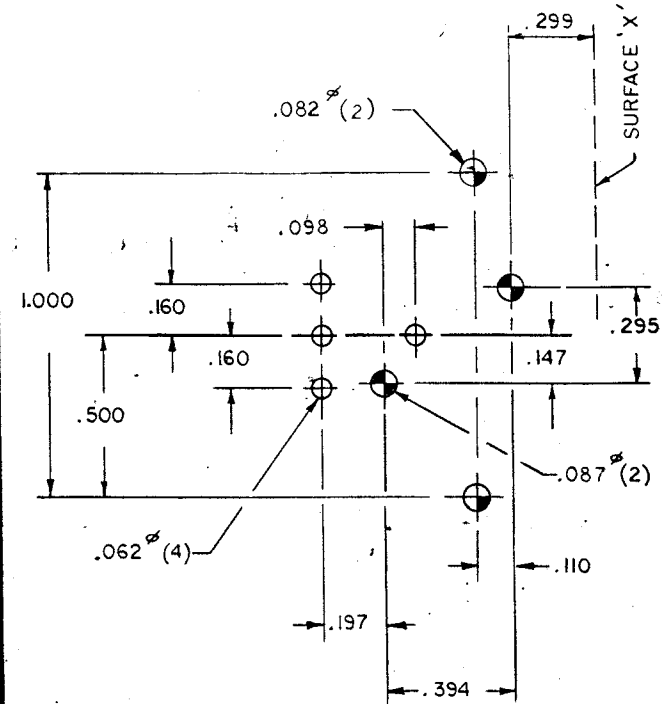 .299
SURFACE 'X'
.082 ø (2)
.098
1.000
.160
.295
.160
.147
.500
.087 ø (2)
.062 ø (4)
.110
.197
.394